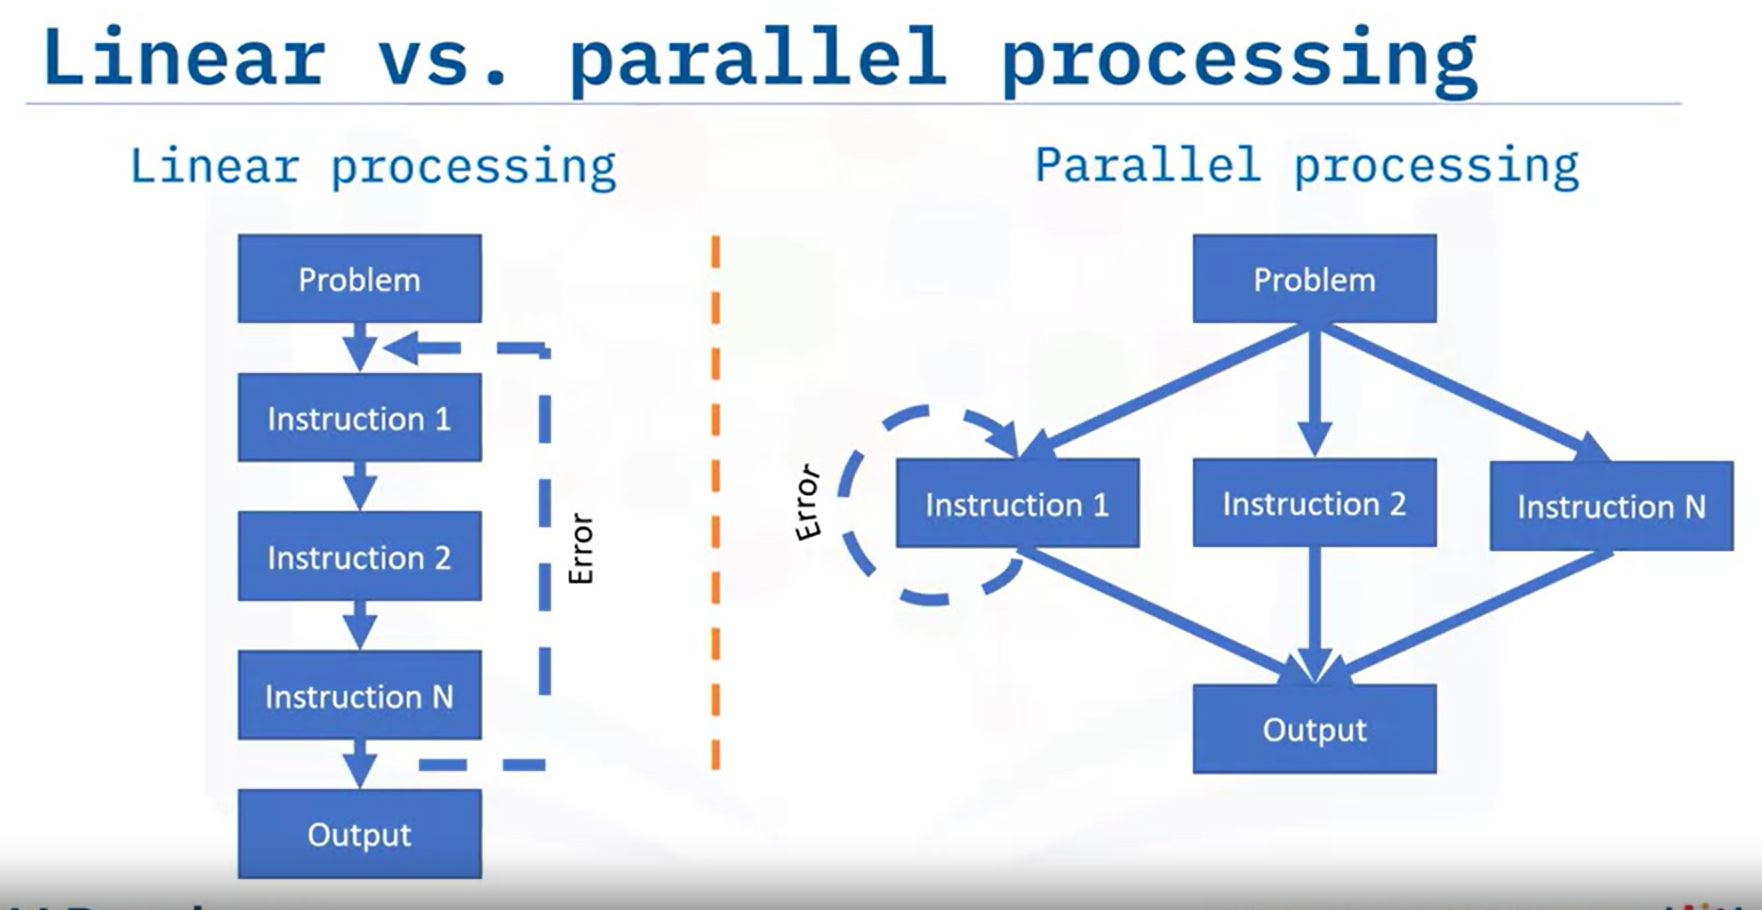 Linear vs. parallel processing
Linear processing
Problem
Instruction 1
Instruction 2
Instruction N
Output
Error
Parallel processing
Problem
Error
Instruction 1
Instruction 2
Instruction N
Output